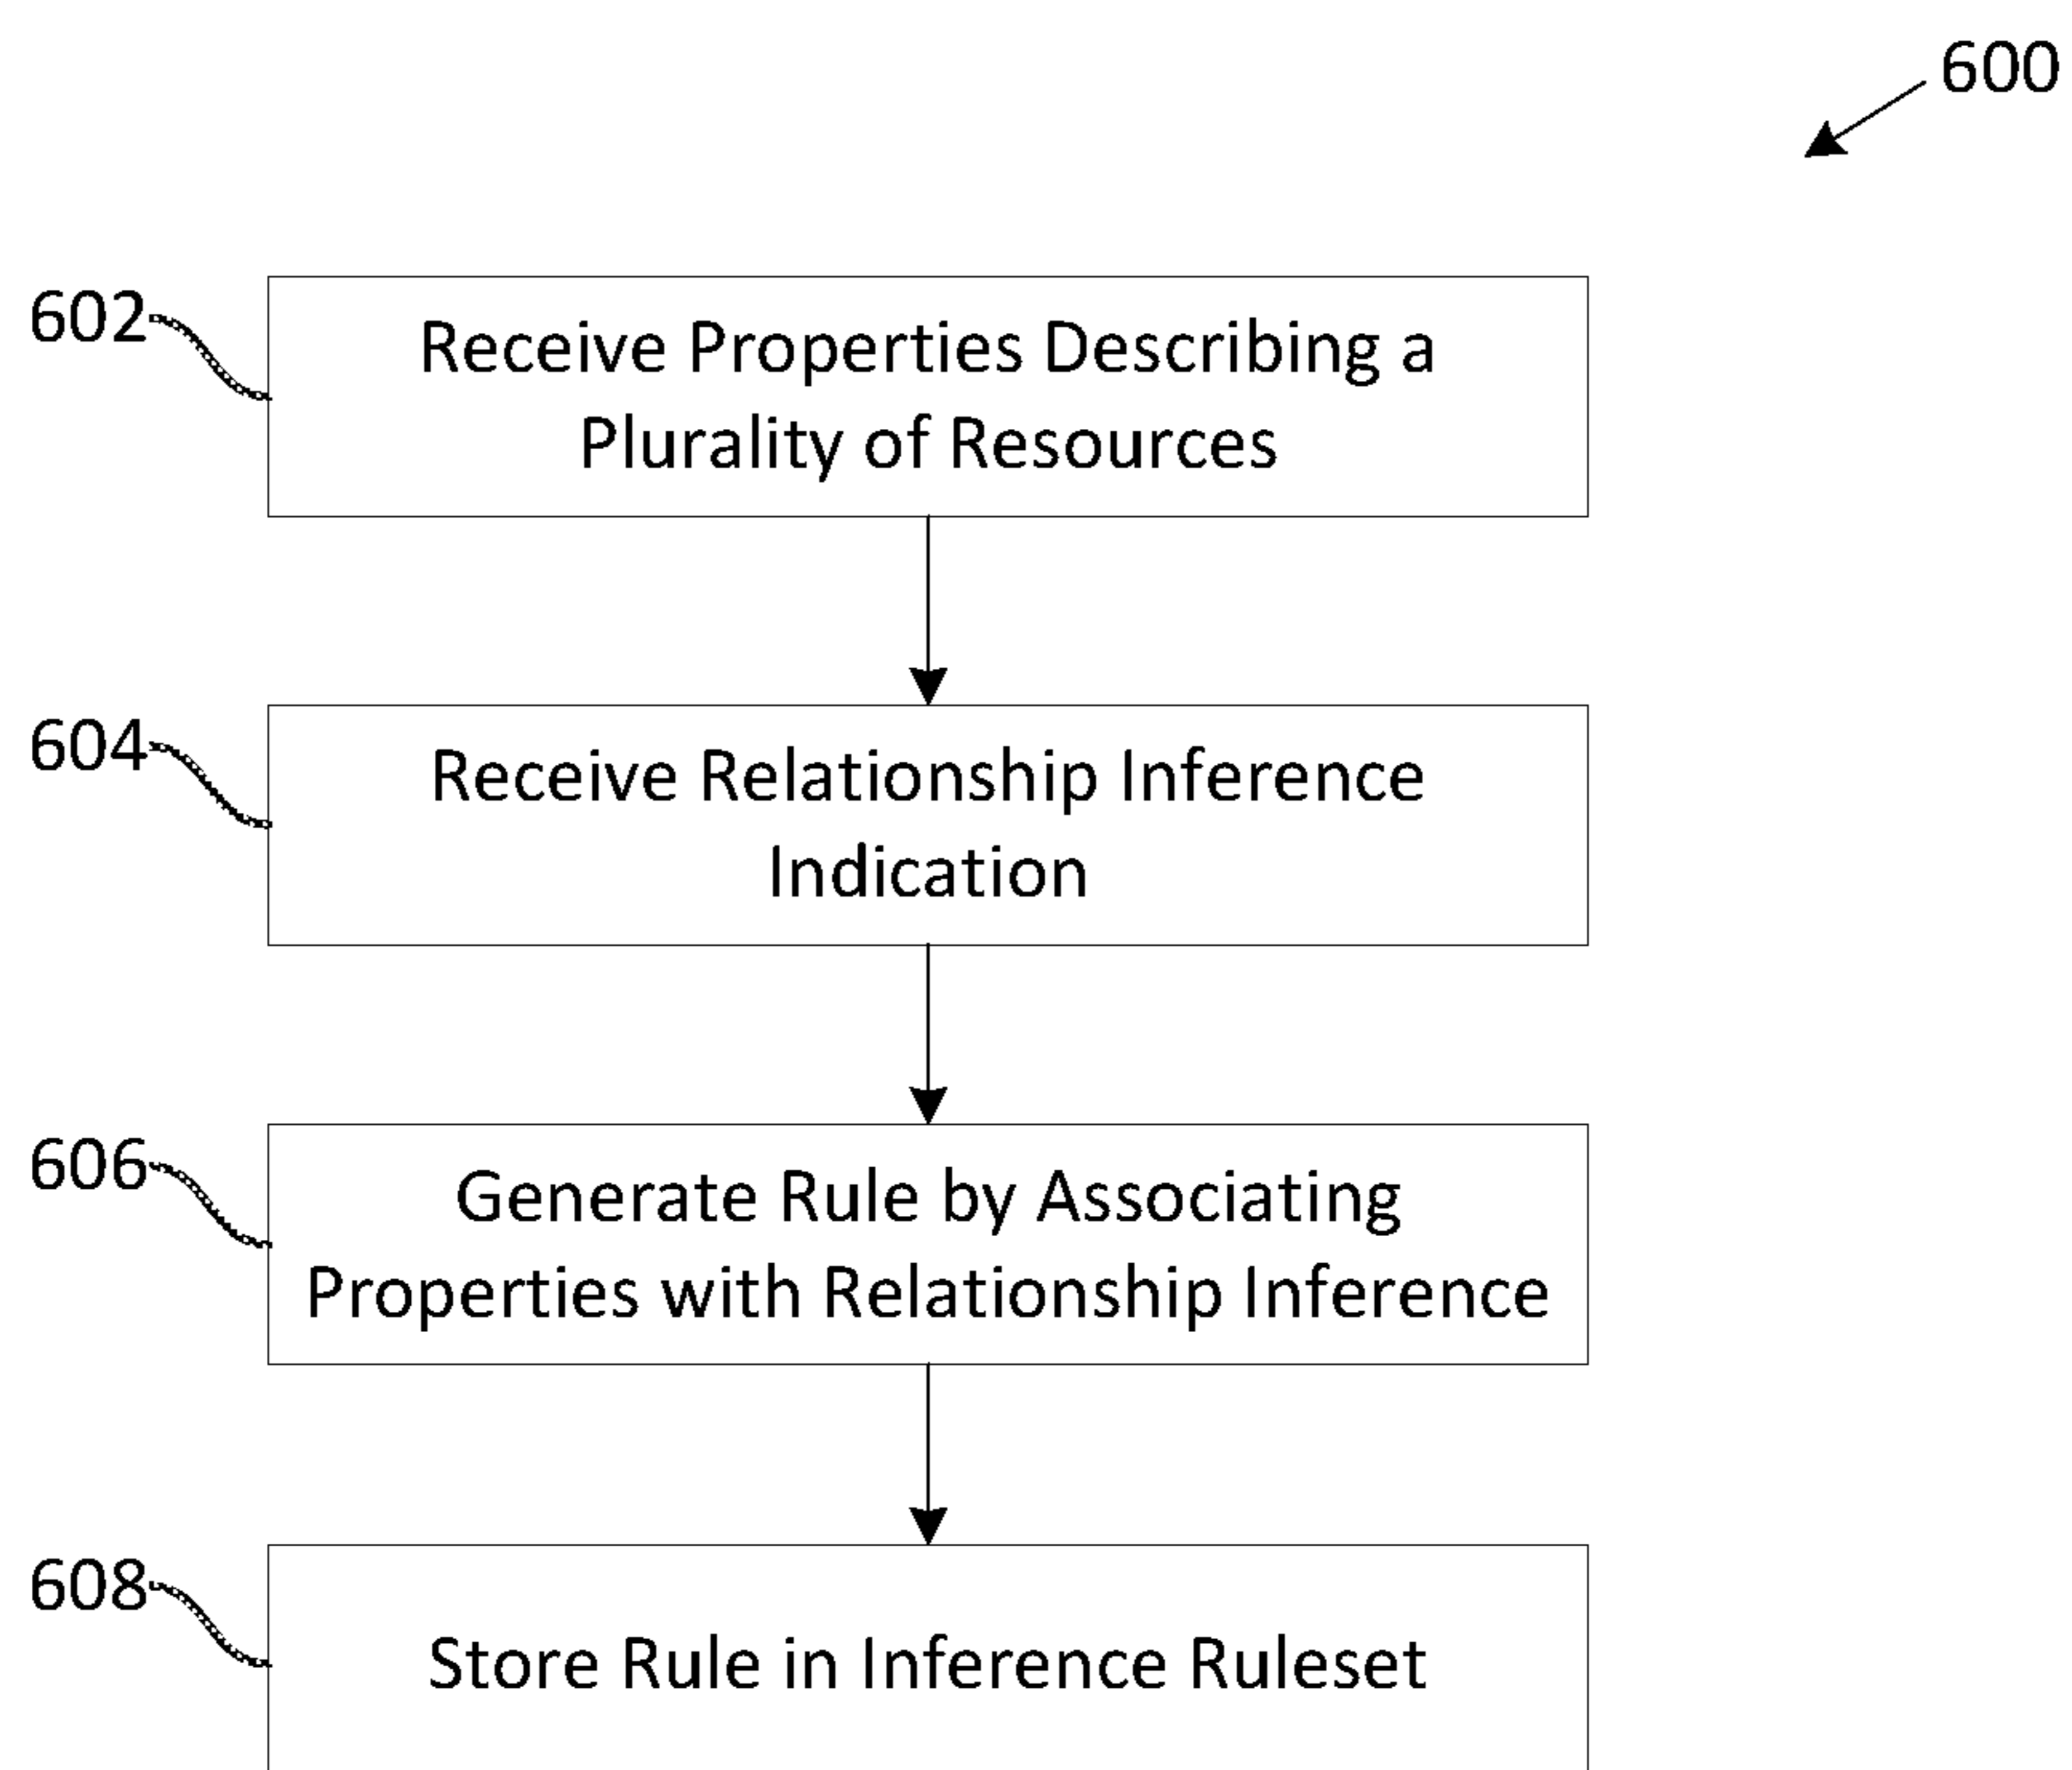 600
602
Receive Properties Describing a
Plurality of Resources
604
Receive Relationship Inference
Indication
606
Generate Rule by Associating
Properties with Relationship Inference
608
Store Rule in Inference Ruleset